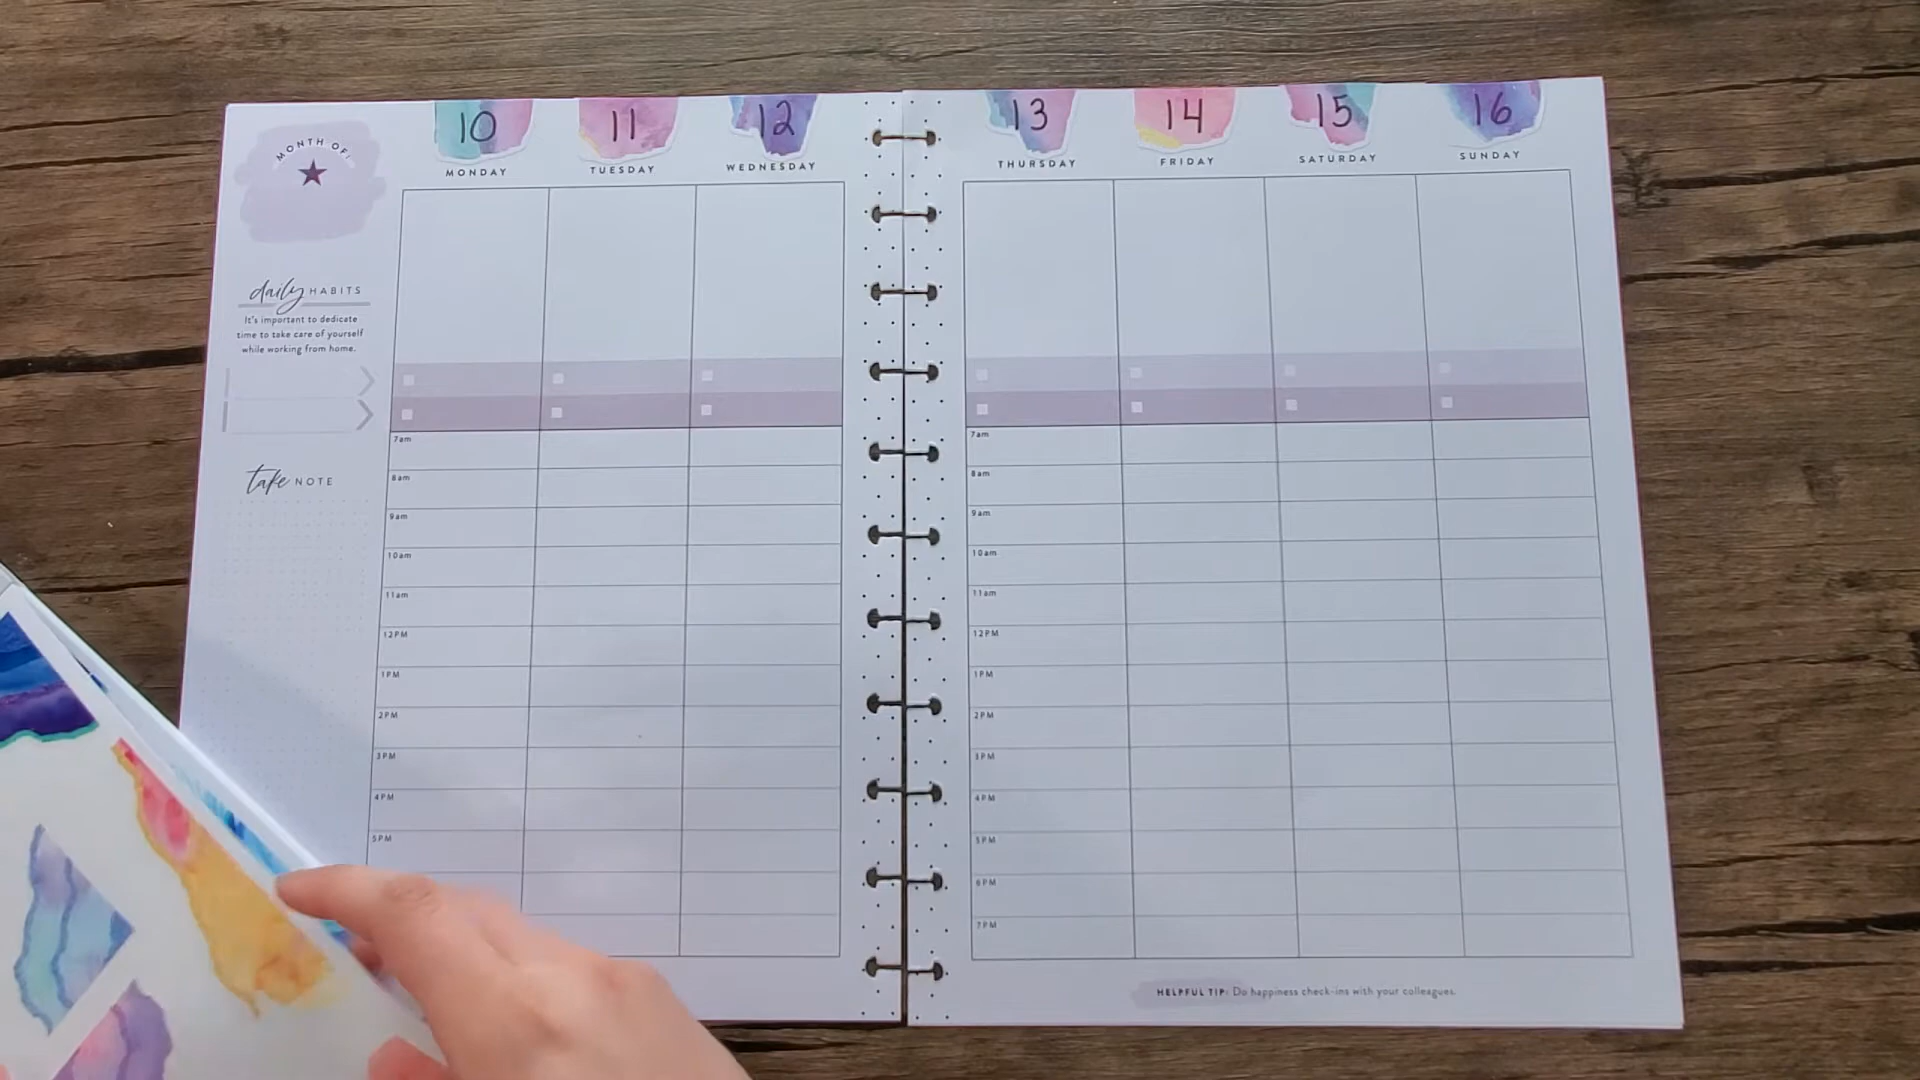 10 11 12 13 14 15 16
MONDAY TUESDAY WEDNESDAY THURSDAY FRIDAY SATURDAY SUNDAY
MONTH OF:
daily HABITS
It's important to dedicate
time to take care of yourself
while working from home.
take NOTE
7am
8am
9am
10am
11am
12PM
1PM
2PM
3PM
4PM
5PM
7am
8am
9am
10am
11am
12PM
1PM
2PM
3PM
4PM
5PM
6PM
7PM
HELPFUL TIP: Do happiness check-ins with your colleagues.